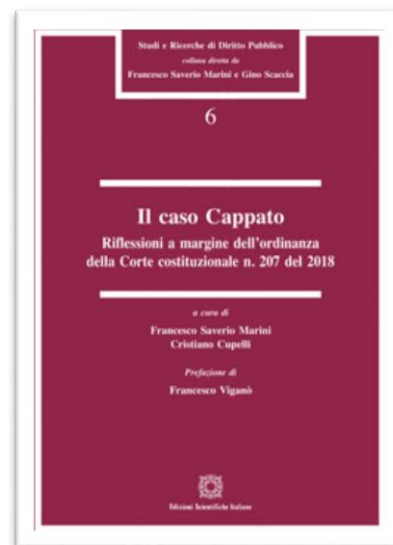 Studi e Ricerche di Diritto Pubblico
collana diretta da
Francesco Saverio Marini e Gino Scaccia
6
Il caso Cappato
Riflessioni a margine dell'ordinanza
della Corte costituzionale n. 207 del 2018
a cura di
Francesco Saverio Marini
Cristiano Cupelli
Prefazione di
Francesco Viganò
Edizioni Scientifiche Italiane